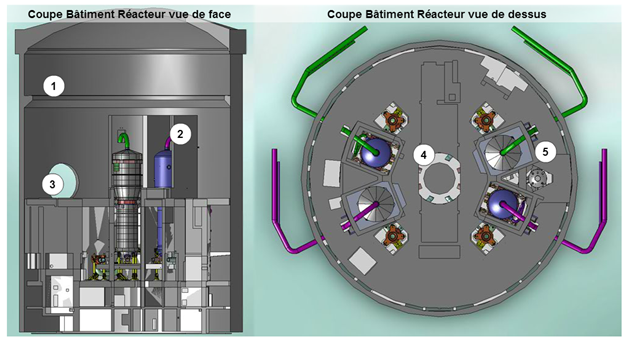 Coupe Bâtiment Réacteur vue de face
Coupe Bâtiment Réacteur vue de dessus
1
2
3
4
5